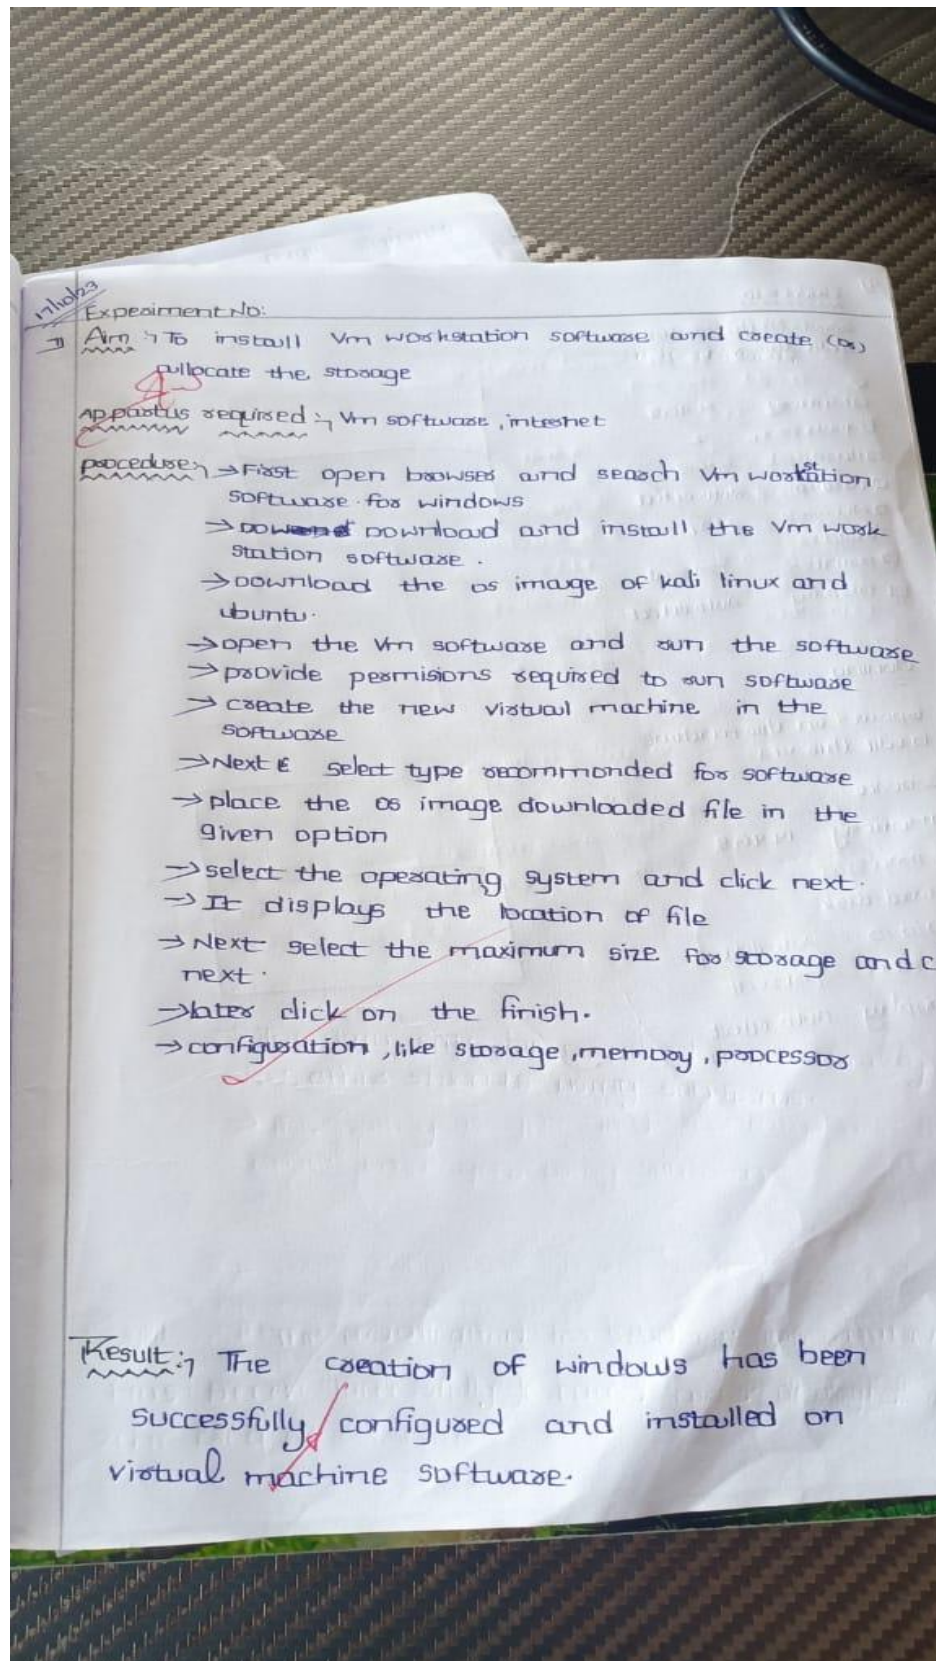 17/10/23
Experiment No:
1) Aim :- To install Vm workstation software and create (or)
allocate the storage
Appartus required :- Vm software, internet
procedure :- → First open browser and search Vm workstation
software for windows
→ Download and install the Vm work
station software.
→ Download the os image of kali linux and
ubuntu.
→ open the Vm software and run the software
→ provide permisions required to run software
→ create the new virtual machine in the
software
→ Next select type recommonded for software
→ place the os image downloaded file in the
given option
→ select the operating system and click next.
→ It displays the location of file
→ Next select the maximum size for storage and c
next.
→ later click on the finish.
→ configuration, like storage, memory, processor
Result :- The creation of windows has been
successfully configured and installed on
virtual machine software.